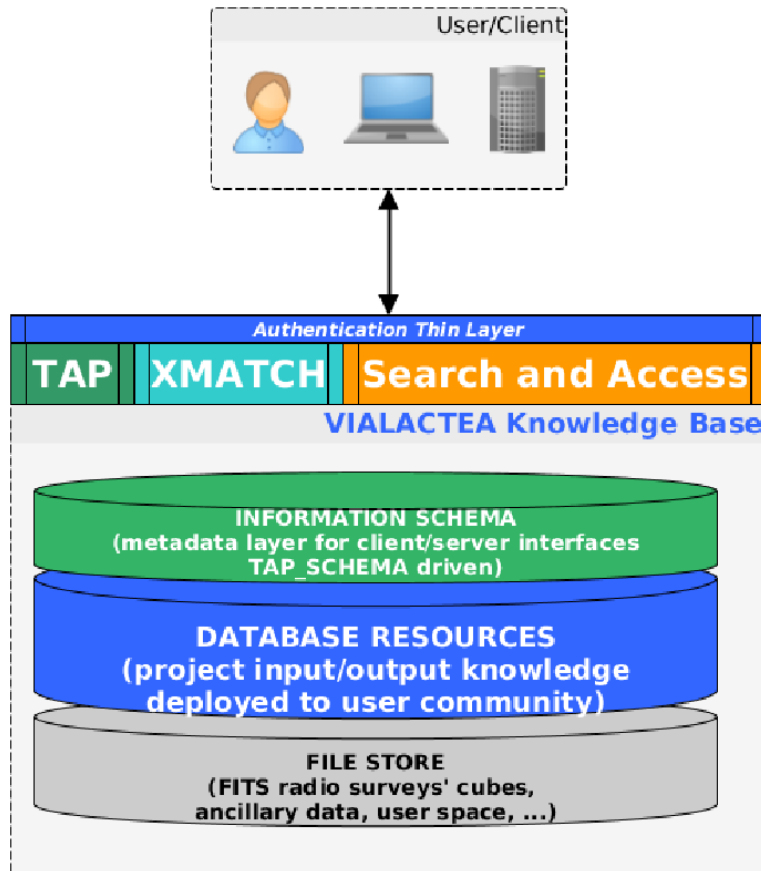 User/Client
Authentication Thin Layer
TAP XMATCH Search and Access
VIALACTEA Knowledge Base
INFORMATION SCHEMA
(metadata layer for client/server interfaces
TAP_SCHEMA driven)
DATABASE RESOURCES
(project input/output knowledge
deployed to user community)
FILE STORE
(FITS radio surveys' cubes,
ancillary data, user space, ...)